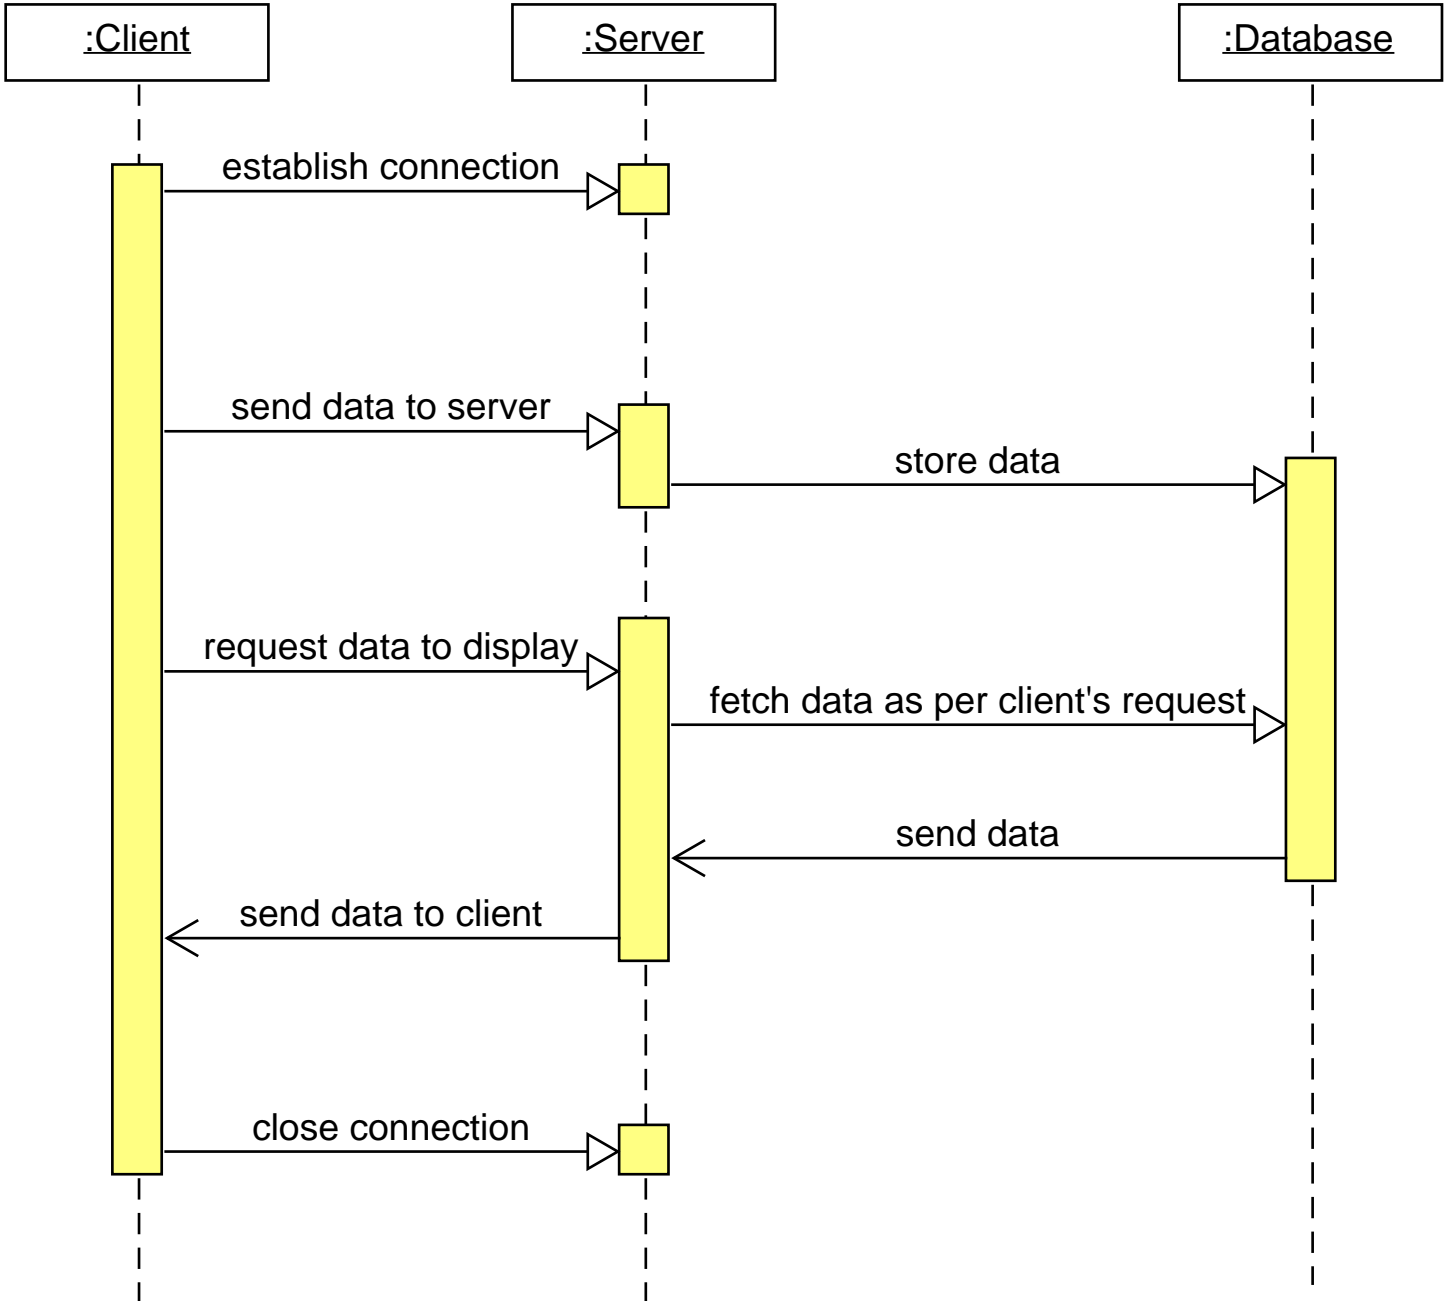 :Client
:Server
:Database
establish connection
send data to server
store data
request data to display
fetch data as per client's request
send data
send data to client
close connection